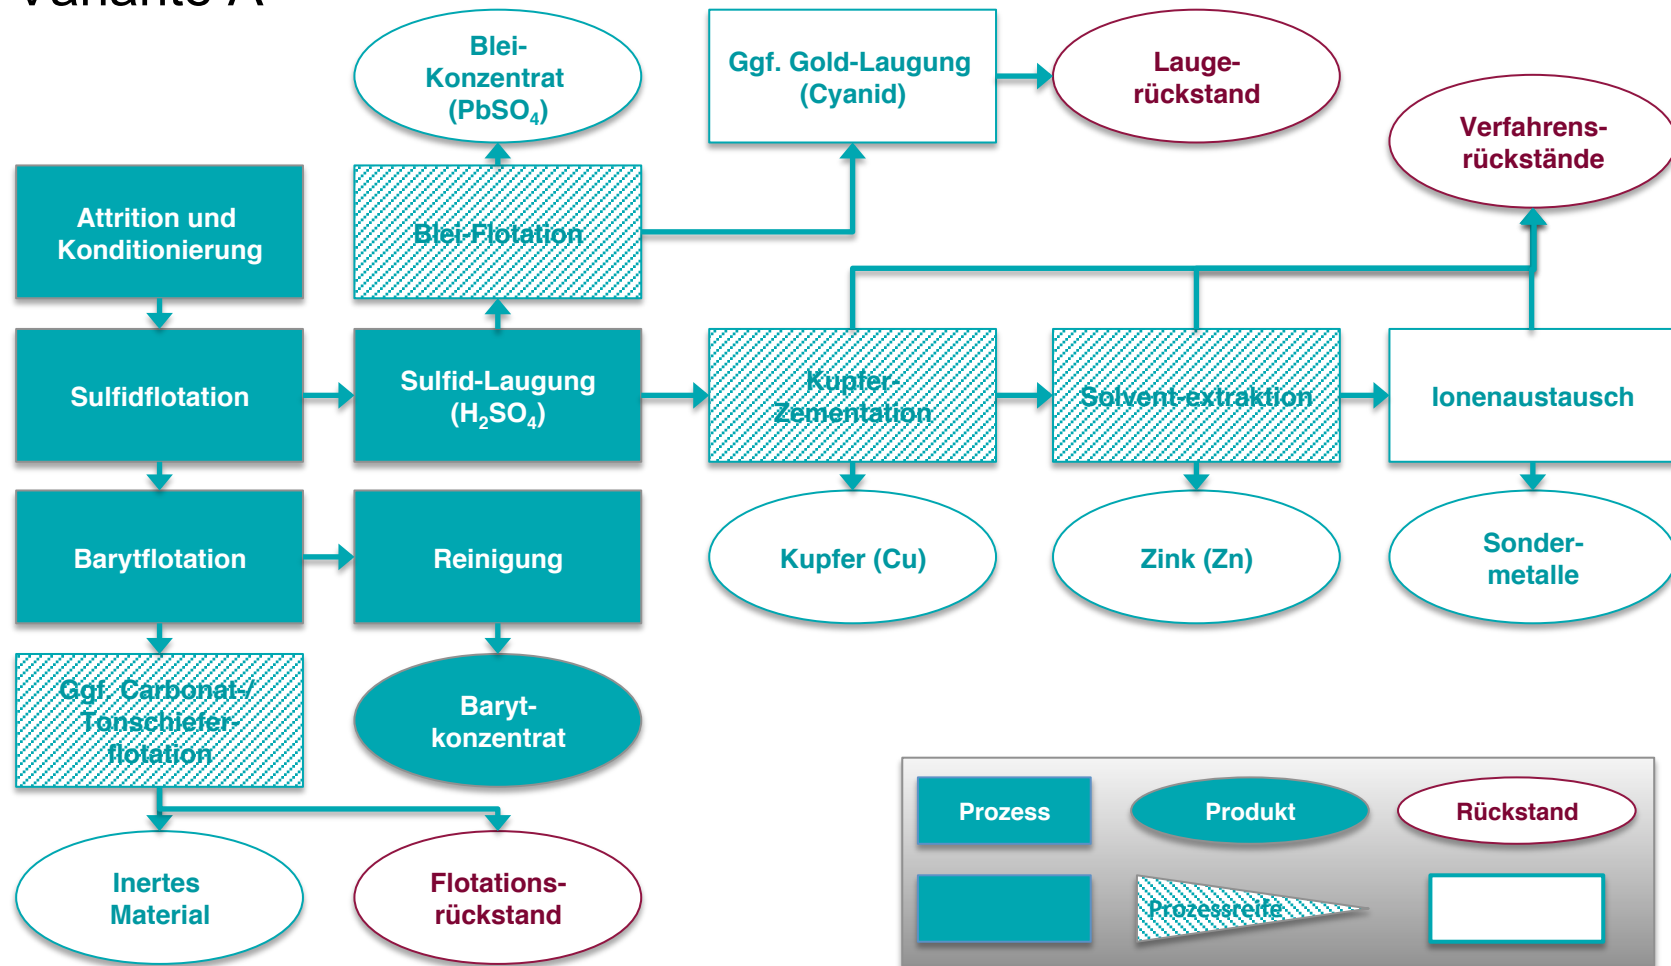 Variante A
Blei-
Konzentrat
(PbSO₄)
Ggf. Gold-Laugung
(Cyanid)
Lauge-
rückstand
Verfahrens-
rückstände
Attrition und
Konditionierung
Blei-Flotation
Sulfidflotation
Sulfid-Laugung
(H₂SO₄)
Kupfer-
Zementation
Solvent-extraktion
Ionenaustausch
Barytflotation
Reinigung
Kupfer (Cu)
Zink (Zn)
Sonder-
metalle
Ggf. Carbonat-/
Tonschiefer-
flotation
Baryt-
konzentrat
Inertes
Material
Flotations-
rückstand
Prozess
Produkt
Rückstand
Prozessreife